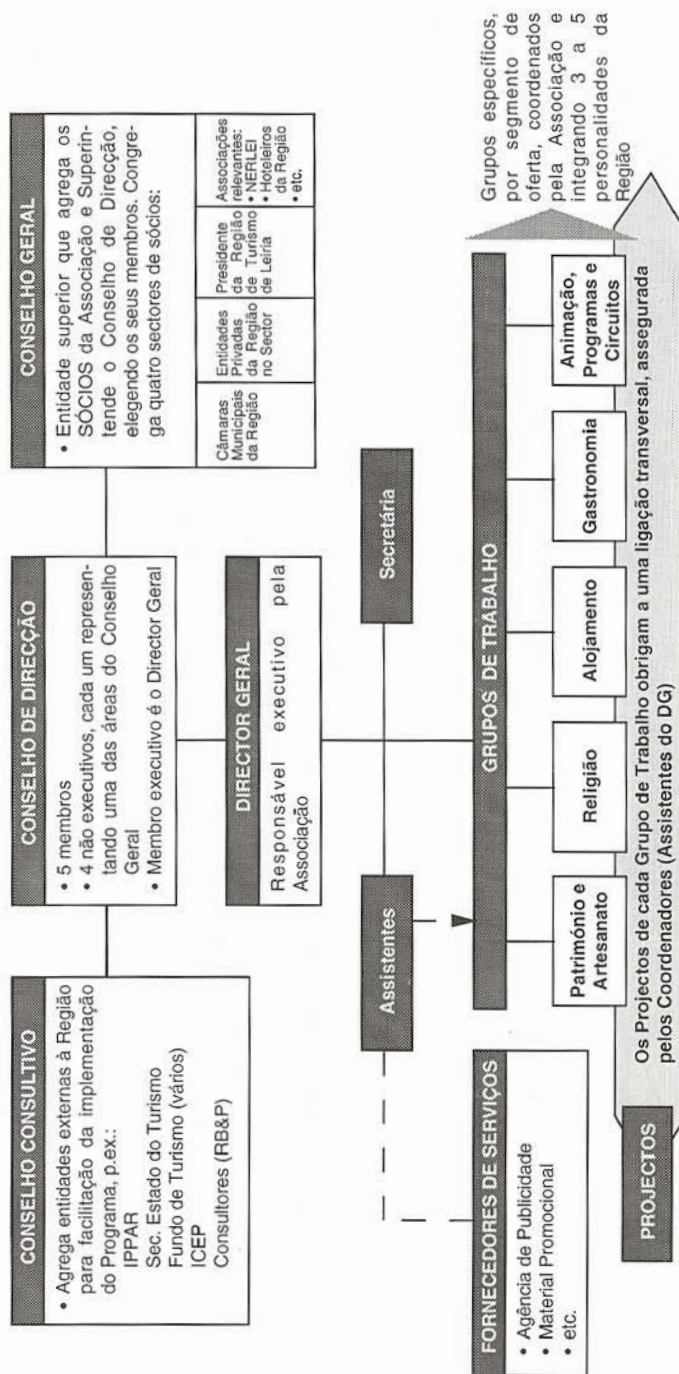 CONSELHO CONSULTIVO
• Agrega entidades externas à Região
para facilitação da implementação
do Programa, p.ex.:
IPPAR
Sec. Estado do Turismo
Fundo de Turismo (vários)
ICEP
Consultores (RB&P)
CONSELHO DE DIRECÇÃO
• 5 membros
• 4 não executivos, cada um represen-
tando uma das áreas do Conselho
Geral
• Membro executivo é o Director Geral
CONSELHO GERAL
• Entidade superior que agrega os
SÓCIOS da Associação e Superin-
tende o Conselho de Direcção,
elegendo os seus membros. Congre-
ga quatro sectores de sócios:
Câmaras
Municipais
da Região
Entidades
Privadas
da Região
no Sector
Presidente
da Região
de Turismo
de Leiria
Associações
relevantes:
• NERLEI
• Hoteleiros
da Região
• etc.
DIRECTOR GERAL
Responsável executivo pela
Associação
Assistentes
Secretária
FORNECEDORES DE SERVIÇOS
• Agência de Publicidade
• Material Promocional
• etc.
GRUPOS DE TRABALHO
Património e
Artesanato
Religião
Alojamento
Gastronomia
Animação,
Programas e
Circuitos
Grupos específicos,
por segmento de
oferta, coordenados
pela Associação e
integrando 3 a 5
personalidades da
Região
PROJECTOS
Os Projectos de cada Grupo de Trabalho obrigam a uma ligação transversal, assegurada
pelos Coordenadores (Assistentes do DG)